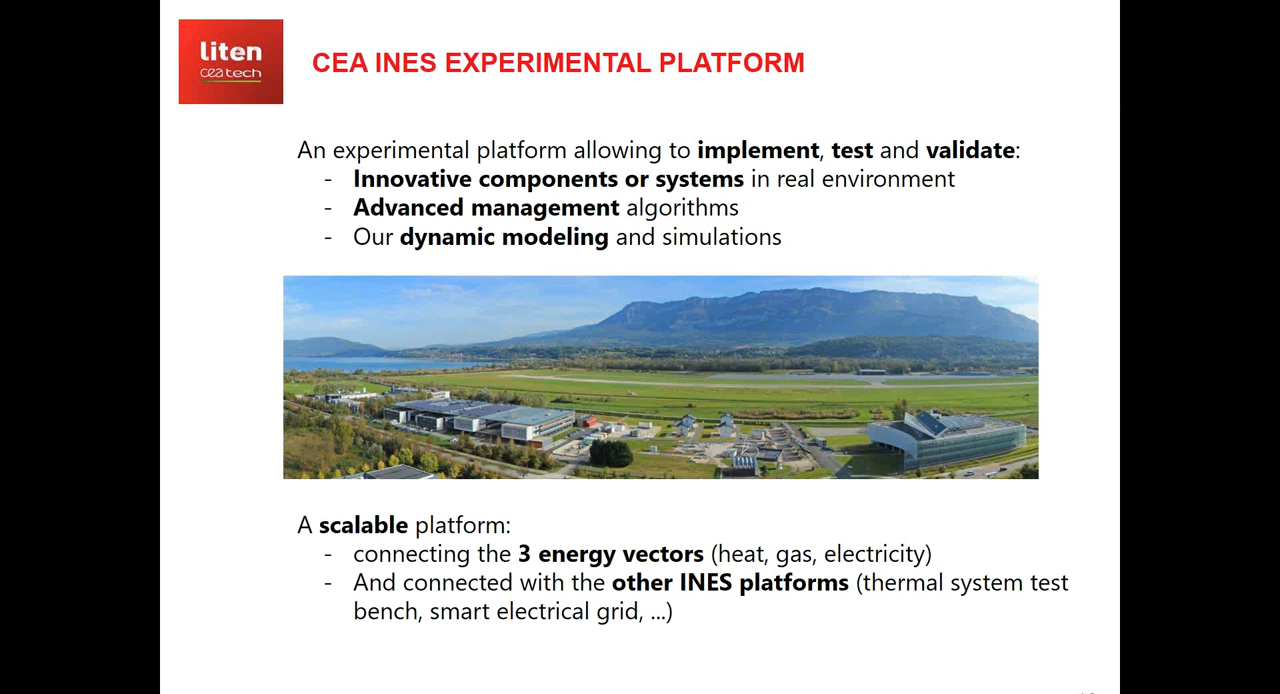 liten
ceatech
CEA INES EXPERIMENTAL PLATFORM
An experimental platform allowing to implement, test and validate:
- Innovative components or systems in real environment
- Advanced management algorithms
- Our dynamic modeling and simulations
A scalable platform:
- connecting the 3 energy vectors (heat, gas, electricity)
- And connected with the other INES platforms (thermal system test
bench, smart electrical grid, ...)